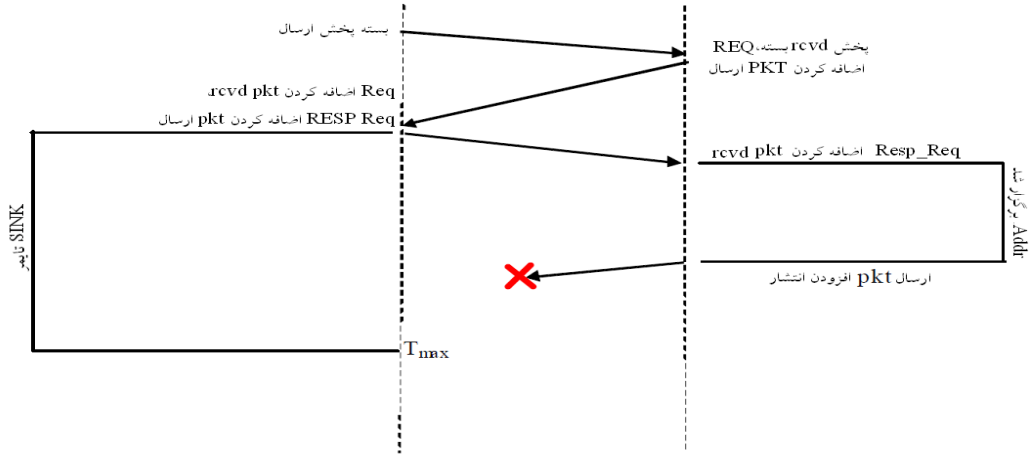 بسته پخش ارسال
پخش rcvd بسته،REQ
اضافه کردن PKT ارسال
Req اضافه کردن rcvd pkt،
RESP Req اضافه کردن pkt ارسال
Resp_Req اضافه کردن rcvd pkt
تایمر SINK
Addr برگزار شد
ارسال pkt افزودن انتشار
Tmax